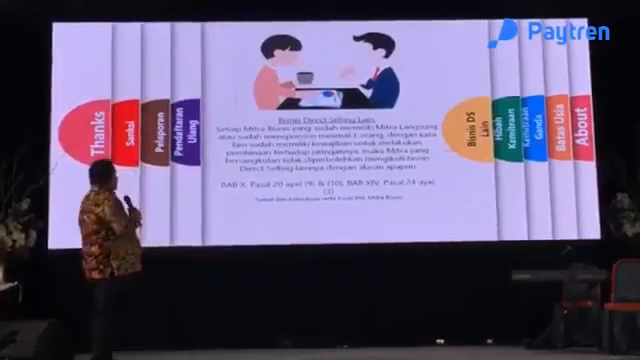 Paytren
Thanks
Sanksi
Pelaporan
Pendaftaran
Ulang
Bisnis Direct Selling Lain
Setiap Mitra Bisnis yang sudah memiliki Mitra Langsung
atau sudah mensponsori minimal 1 orang, dengan kata
lain sudah memiliki kewajiban untuk melakukan
pembinaan terhadap jaringannya, maka Mitra yang
bersangkutan tidak diperbolehkan mengikuti bisnis
Direct Selling lainnya dengan alasan apapun
BAB X, Pasal 20 ayat (9) & (10), BAB XIV, Pasal 24 ayat
(3)
Bisnis DS
Lain
Hibah
Kemitraan
Kemitraan
Ganda
Batas Usia
About